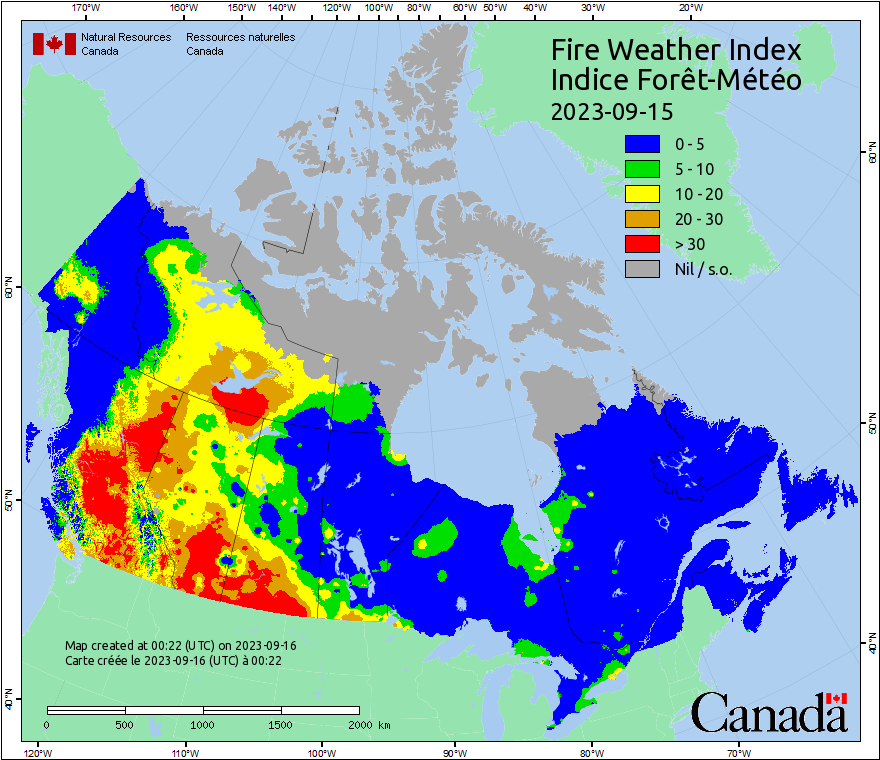 170°W 160°W 150°W 140°W 120°W 100°W 80°W 60°W 50°W 40°W 30°W 20°W
Natural Resources Canada
Ressources naturelles Canada
Fire Weather Index
Indice Forêt-Météo
2023-09-15
0 - 5
5 - 10
10 - 20
20 - 30
> 30
Nil / s.o.
60°N
60°N
50°N
50°N
40°N
40°N
Map created at 00:22 (UTC) on 2023-09-16
Carte créée le 2023-09-16 (UTC) à 00:22
0 500 1000 1500 2000 km
Canada
120°W 110°W 100°W 90°W 80°W 70°W